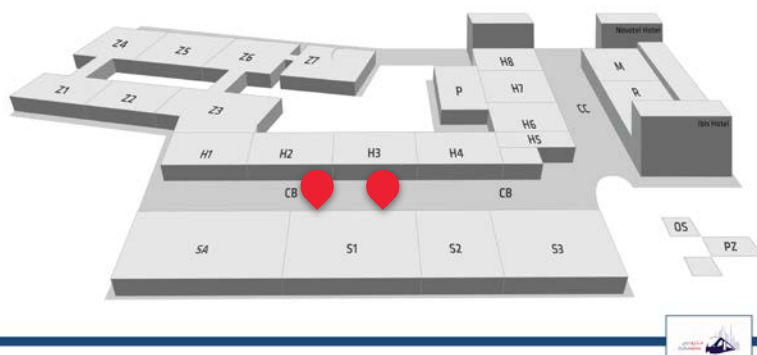 Novotel Hotel
Z4
Z5
Z6
Z7
H8
M
Z1
Z2
Z3
P
H7
R
CC
H6
Ibis Hotel
H5
H1
H2
H3
H4
CB
CB
OS
PZ
SA
S1
S2
S3